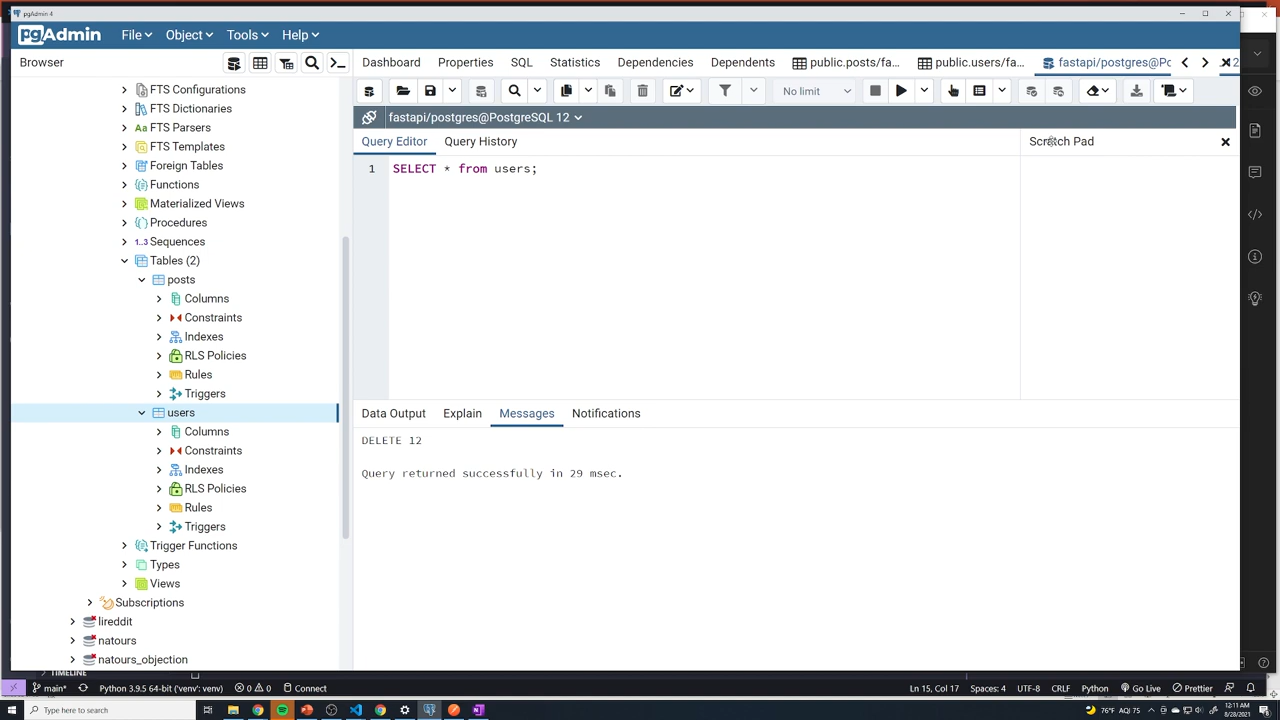 pgAdmin 4
pgAdmin
File
Object
Tools
Help
Browser
Dashboard
Properties
SQL
Statistics
Dependencies
Dependents
public.posts/fa...
public.users/fa...
fastapi/postgres@Pc
No limit
fastapi/postgres@PostgreSQL 12
Query Editor
Query History
Scratch Pad
1 SELECT * from users;
FTS Configurations
FTS Dictionaries
Aa FTS Parsers
FTS Templates
Foreign Tables
Functions
Materialized Views
Procedures
1..3 Sequences
Tables (2)
posts
Columns
Constraints
Indexes
RLS Policies
Rules
Triggers
users
Columns
Constraints
Indexes
RLS Policies
Rules
Triggers
Trigger Functions
Types
Views
Subscriptions
lireddit
natours
natours_objection
Data Output
Explain
Messages
Notifications
DELETE 12
Query returned successfully in 29 msec.
TIMELINE
main*
Python 3.9.5 64-bit ('venv': venv)
0
0
Connect
Ln 15, Col 17
Spaces: 4
UTF-8
CRLF
Python
Go Live
Prettier
Type here to search
76°F AQI 75
12:11 AM
8/28/2021